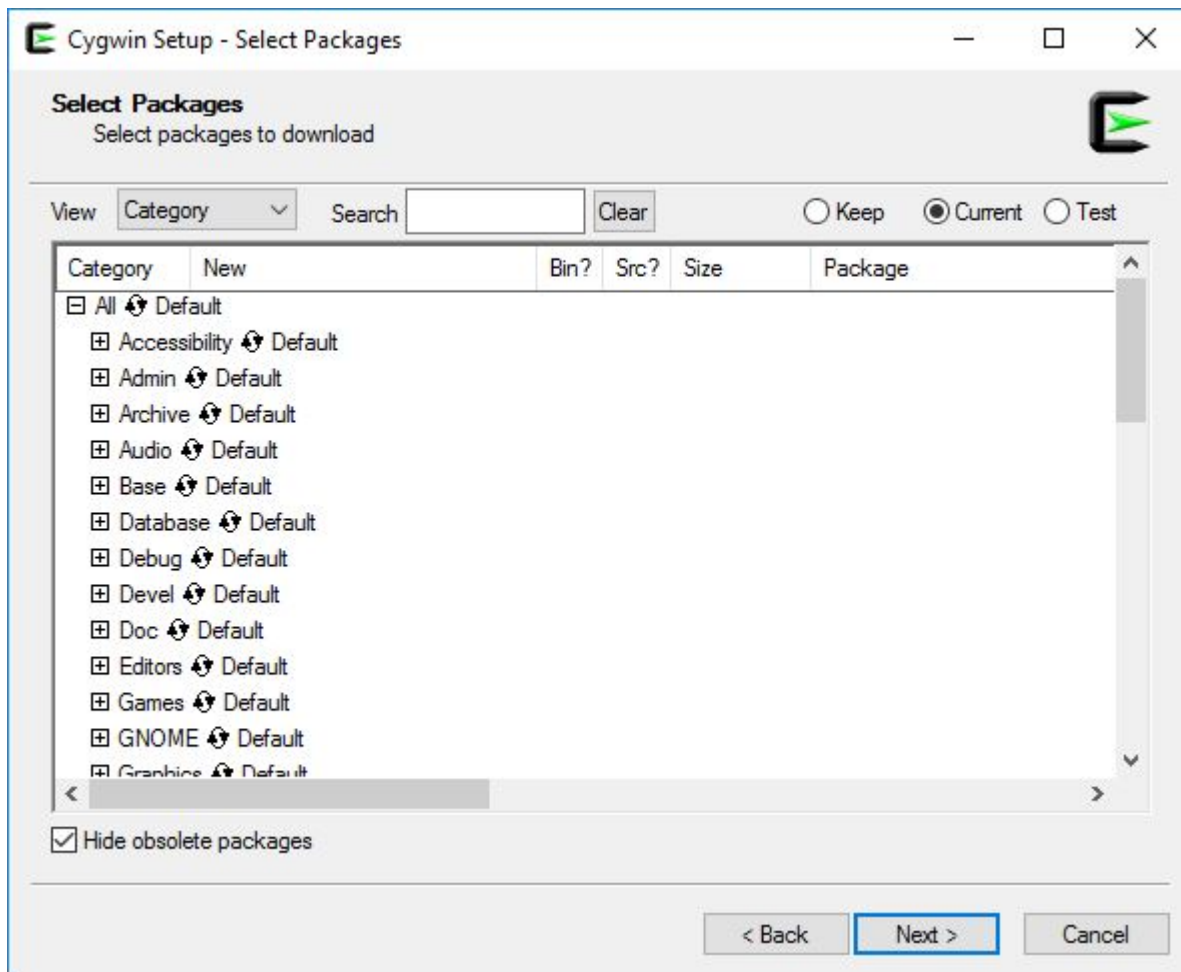 Cygwin Setup - Select Packages
Select Packages
Select packages to download
View Category Search Clear Keep Current Test
Category New Bin? Src? Size Package
All Default
Accessibility Default
Admin Default
Archive Default
Audio Default
Base Default
Database Default
Debug Default
Devel Default
Doc Default
Editors Default
Games Default
GNOME Default
Graphics Default
Hide obsolete packages
< Back Next > Cancel